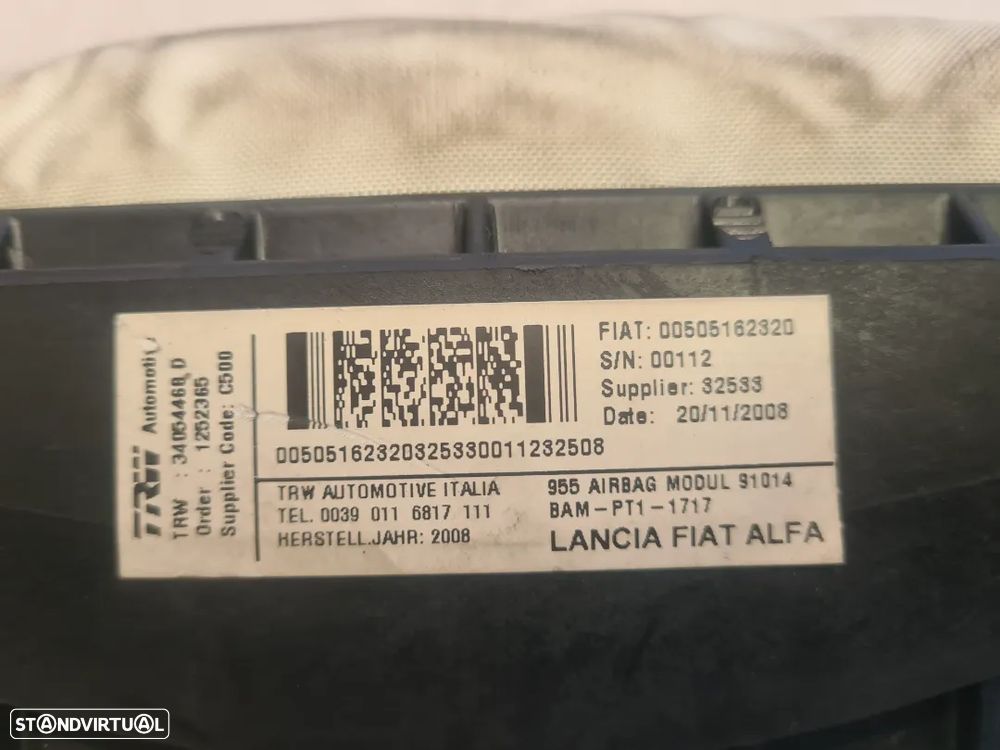 TRW Automotive
TRW : 34054468_D
Order : 1252365
Supplier Code: C500
FIAT: 00505162320
S/N: 00112
Supplier: 32533
Date: 20/11/2008
00505162320325330011232508
TRW AUTOMOTIVE ITALIA
TEL. 0039 011 6817 111
HERSTELL.JAHR: 2008
955 AIRBAG MODUL 91014
BAM-PT1-1717
LANCIA FIAT ALFA
STANDVIRTUAL